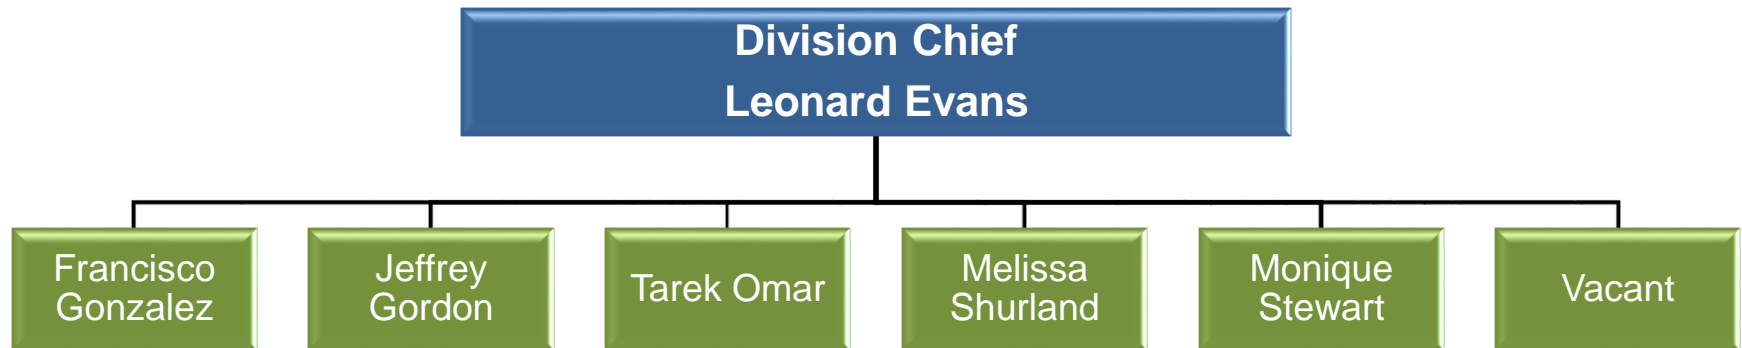 Division Chief
Leonard Evans
Francisco
Gonzalez
Jeffrey
Gordon
Tarek Omar
Melissa
Shurland
Monique
Stewart
Vacant